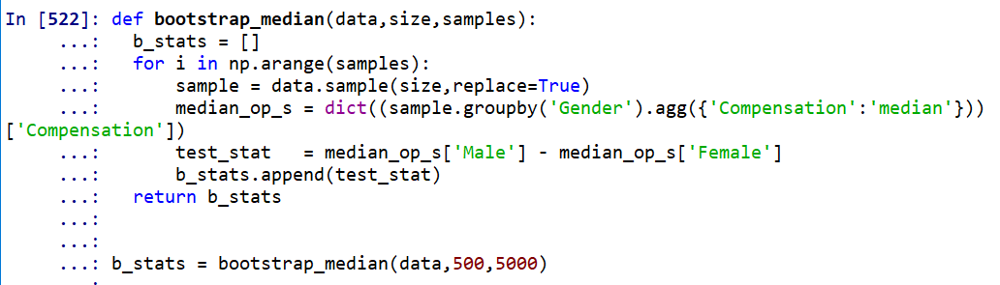 In [522]: def bootstrap_median(data,size,samples):
     ...:   b_stats = []
     ...:   for i in np.arange(samples):
     ...:       sample = data.sample(size,replace=True)
     ...:       median_op_s = dict((sample.groupby('Gender').agg({'Compensation':'median'}))
['Compensation'])
     ...:       test_stat   = median_op_s['Male'] - median_op_s['Female']
     ...:       b_stats.append(test_stat)
     ...:   return b_stats
     ...:
     ...:
     ...: b_stats = bootstrap_median(data,500,5000)